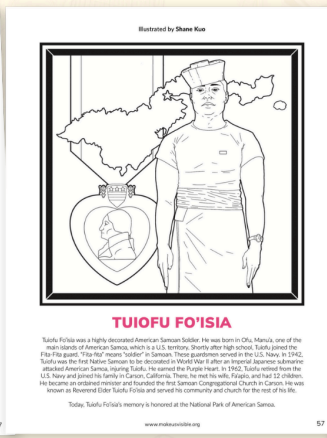 Illustrated by Shane Kuo
TUIOFU FO'ISIA
Tuiofu Fo'isia was a highly decorated American Samoan Soldier. He was born in Ofu, Manu'a, one of the
main islands of American Samoa, which is a U.S. territory. Shortly after high school, Tuiofu joined the
Fita-Fita guard. "Fita-fita" means "soldier" in Samoan. These guardsmen served in the U.S. Navy. In 1942,
Tuiofu was the first Native Samoan to be decorated in World War II after an Imperial Japanese submarine
attacked American Samoa, injuring Tuiofu. He earned the Purple Heart. In 1962, Tuiofu retired from the
U.S. Navy and joined his family in Carson, California. There, he met his wife, Fa'apio, and had 12 children.
He became an ordained minister and founded the first Samoan Congregational Church in Carson. He was
known as Reverend Elder Tuiofu Fo'isia and served his community and church for the rest of his life.
Today, Tuiofu Fo'isia's memory is honored at the National Park of American Samoa.
www.makeusvisible.org
57